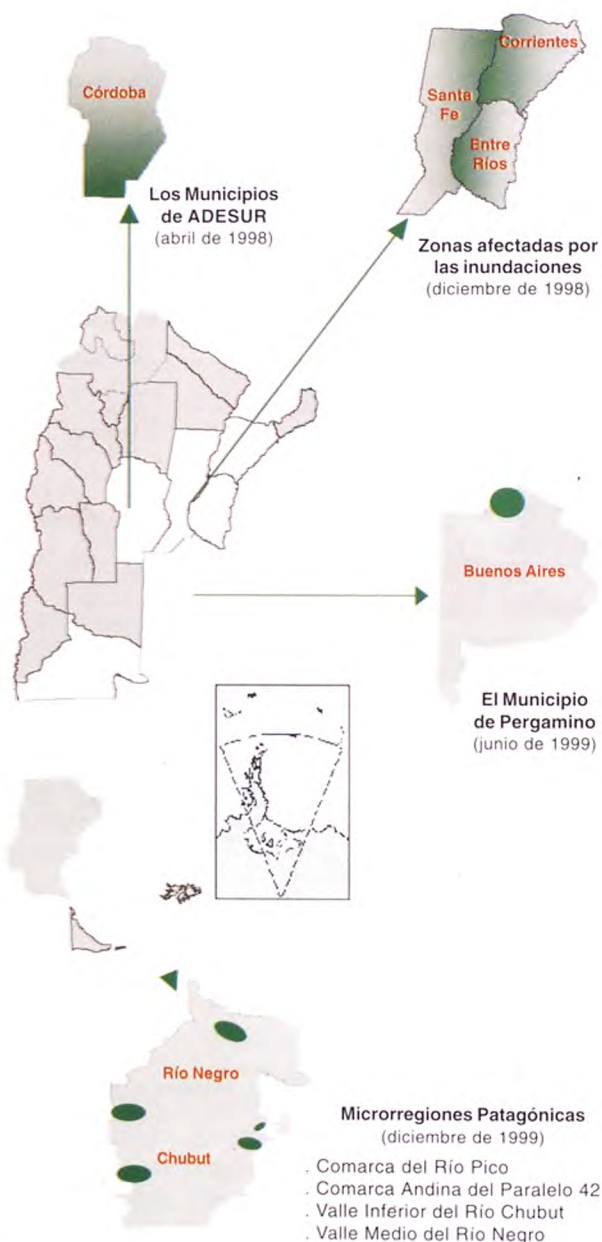 Córdoba
Los Municipios
de ADESUR
(abril de 1998)
Corrientes
Santa
Fe
Entre
Ríos
Zonas afectadas por
las inundaciones
(diciembre de 1998)
Buenos Aires
El Municipio
de Pergamino
(junio de 1999)
Río Negro
Chubut
Microrregiones Patagónicas
(diciembre de 1999)
. Comarca del Río Pico
. Comarca Andina del Paralelo 42
. Valle Inferior del Río Chubut
. Valle Medio del Río Negro